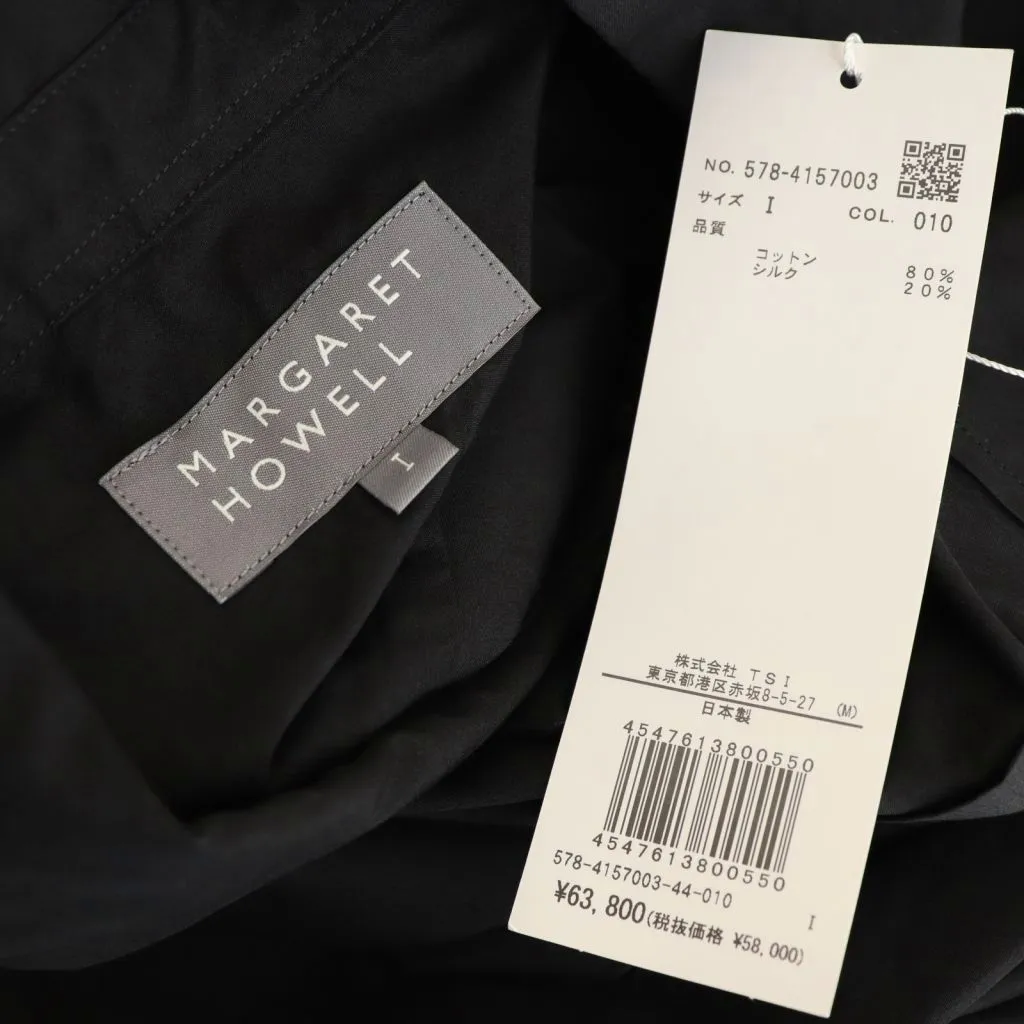 MARGARET
HOWELL
I
NO. 578-4157003
サイズ I COL. 010
品質
コットン 80%
シルク 20%
株式会社 TSI
東京都港区赤坂8-5-27 (M)
日本製
4547613800550
4547613800550
578-4157003-44-010
¥63,800(税抜価格 ¥58,000) I